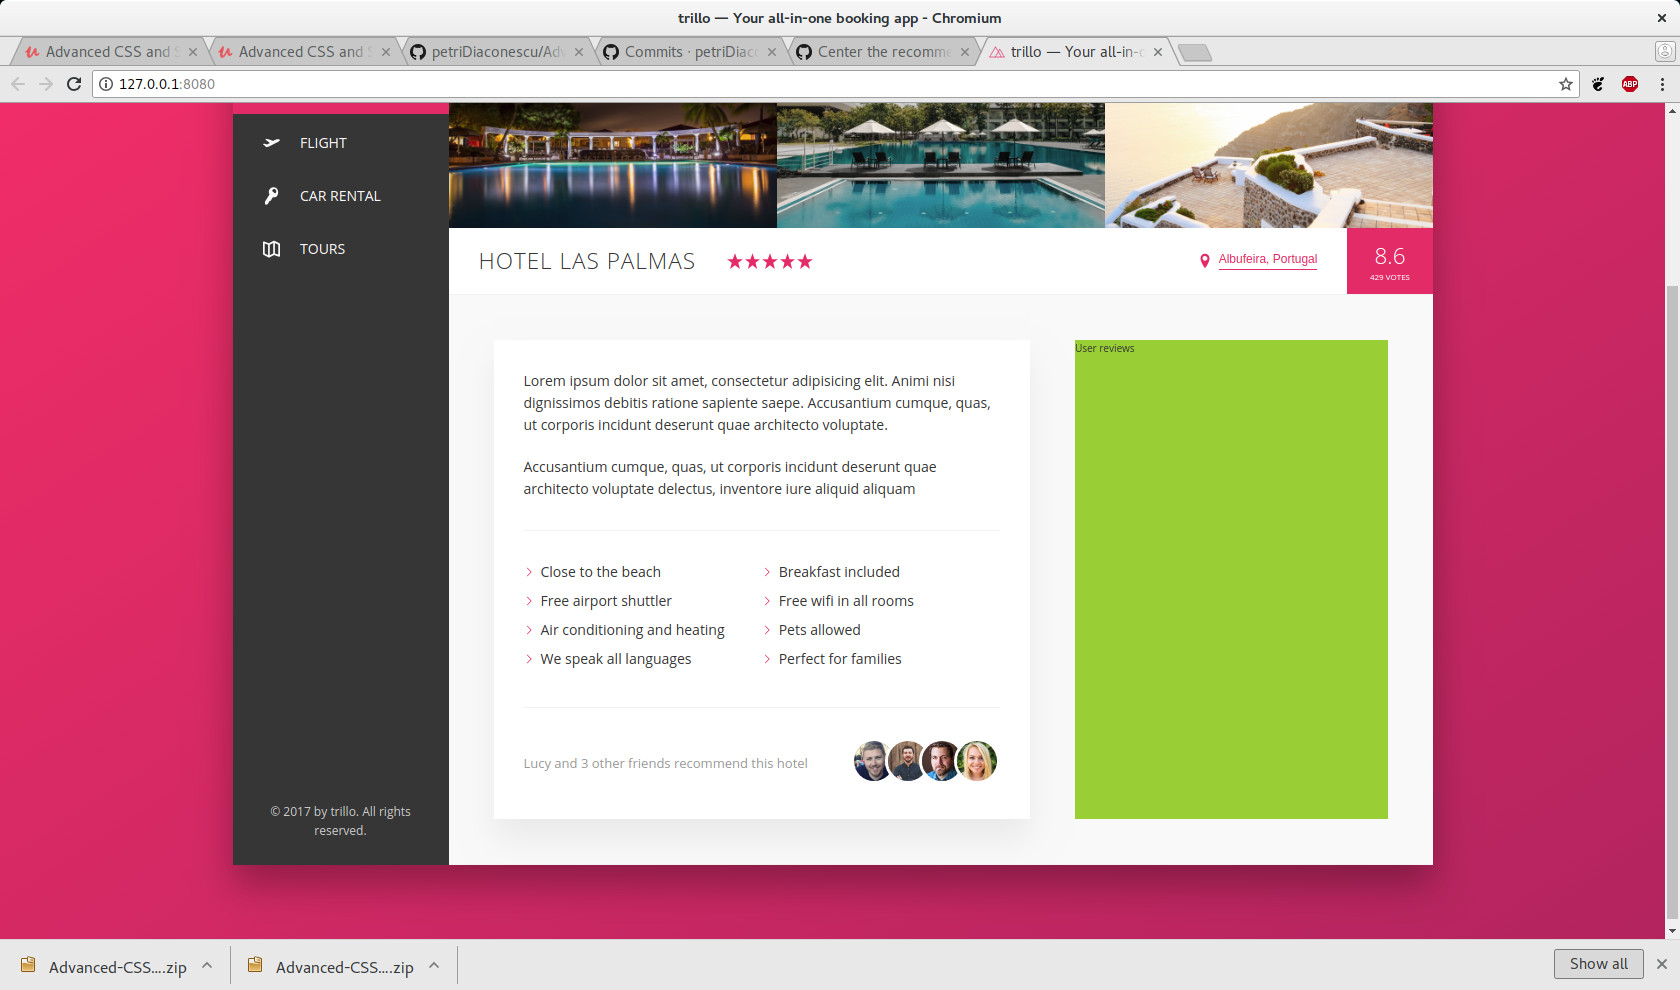 trillo — Your all-in-one booking app - Chromium
Advanced CSS and S
Advanced CSS and S
petriDiaconescu/Adv
Commits · petriDiaco
Center the recomme
trillo — Your all-in-o
127.0.0.1:8080
ABP
FLIGHT
CAR RENTAL
TOURS
HOTEL LAS PALMAS
Albufeira, Portugal
8.6
429 VOTES
Lorem ipsum dolor sit amet, consectetur adipisicing elit. Animi nisi
dignissimos debitis ratione sapiente saepe. Accusantium cumque, quas,
ut corporis incidunt deserunt quae architecto voluptate.
Accusantium cumque, quas, ut corporis incidunt deserunt quae
architecto voluptate delectus, inventore iure aliquid aliquam
Close to the beach
Breakfast included
Free airport shuttler
Free wifi in all rooms
Air conditioning and heating
Pets allowed
We speak all languages
Perfect for families
Lucy and 3 other friends recommend this hotel
User reviews
© 2017 by trillo. All rights
reserved.
Advanced-CSS....zip
Advanced-CSS....zip
Show all